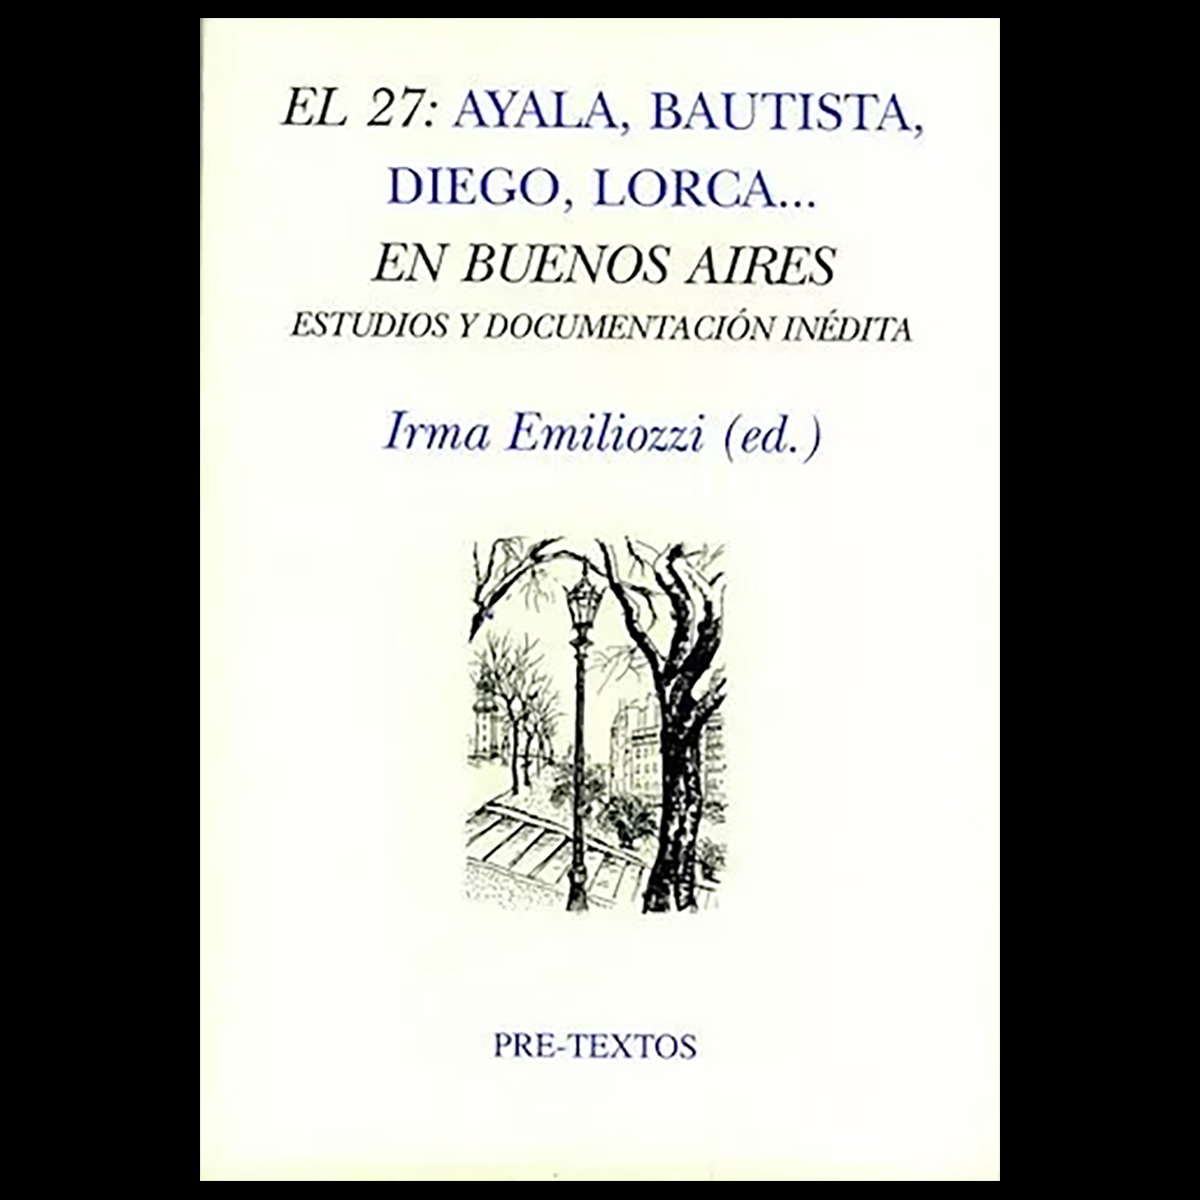 EL 27: AYALA, BAUTISTA,
DIEGO, LORCA...
EN BUENOS AIRES
ESTUDIOS Y DOCUMENTACIÓN INÉDITA
Irma Emiliozzi (ed.)
PRE-TEXTOS